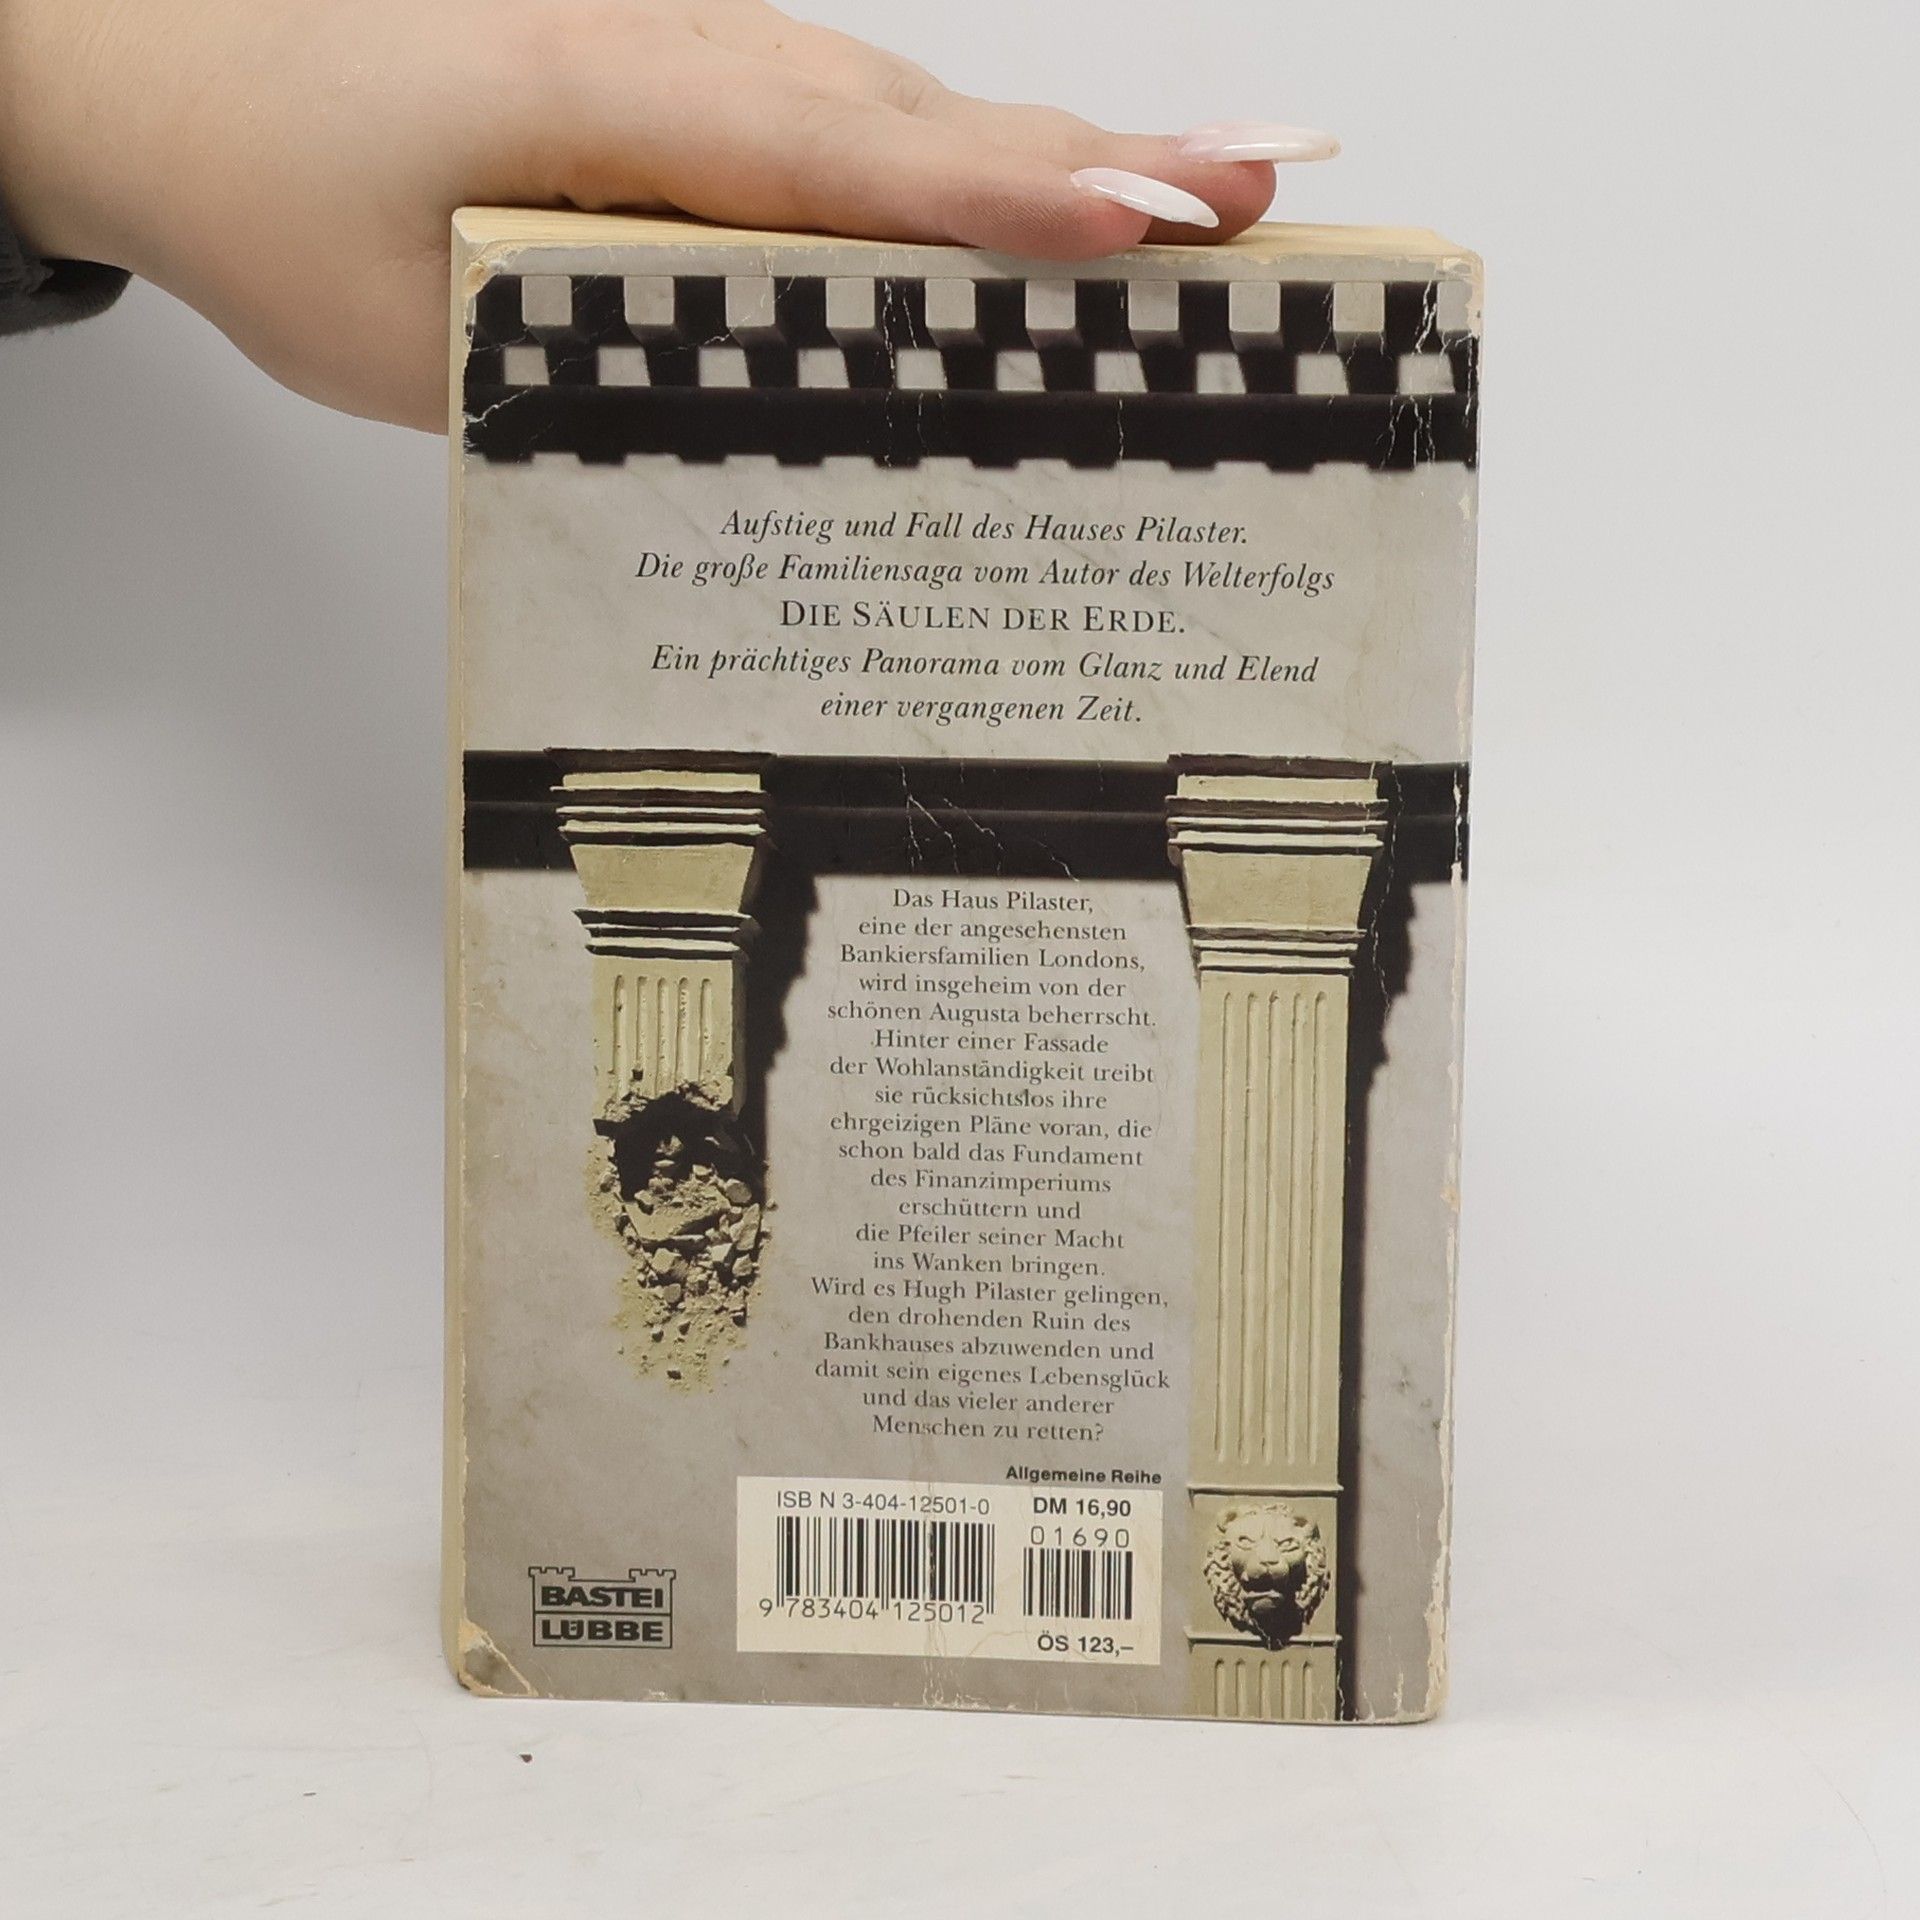 Aufstieg und Fall des Hauses Pilaster.
Die große Familiensaga vom Autor des Welterfolgs
DIE SÄULEN DER ERDE.
Ein prächtiges Panorama vom Glanz und Elend
einer vergangenen Zeit.
Das Haus Pilaster,
eine der angesehensten
Bankiersfamilien Londons,
wird insgeheim von der
schönen Augusta beherrscht.
Hinter einer Fassade
der Wohlanständigkeit treibt
sie rücksichtslos ihre
ehrgeizigen Pläne voran, die
schon bald das Fundament
des Finanzimperiums
erschüttern und
die Pfeiler seiner Macht
ins Wanken bringen.
Wird es Hugh Pilaster gelingen,
den drohenden Ruin des
Bankhauses abzuwenden und
damit sein eigenes Lebensglück
und das vieler anderer
Menschen zu retten?
Allgemeine Reihe
ISBN 3-404-12501-0 DM 16,90
01690
9 783404 125012
ÖS 123,–
BASTEI
LÜBBE